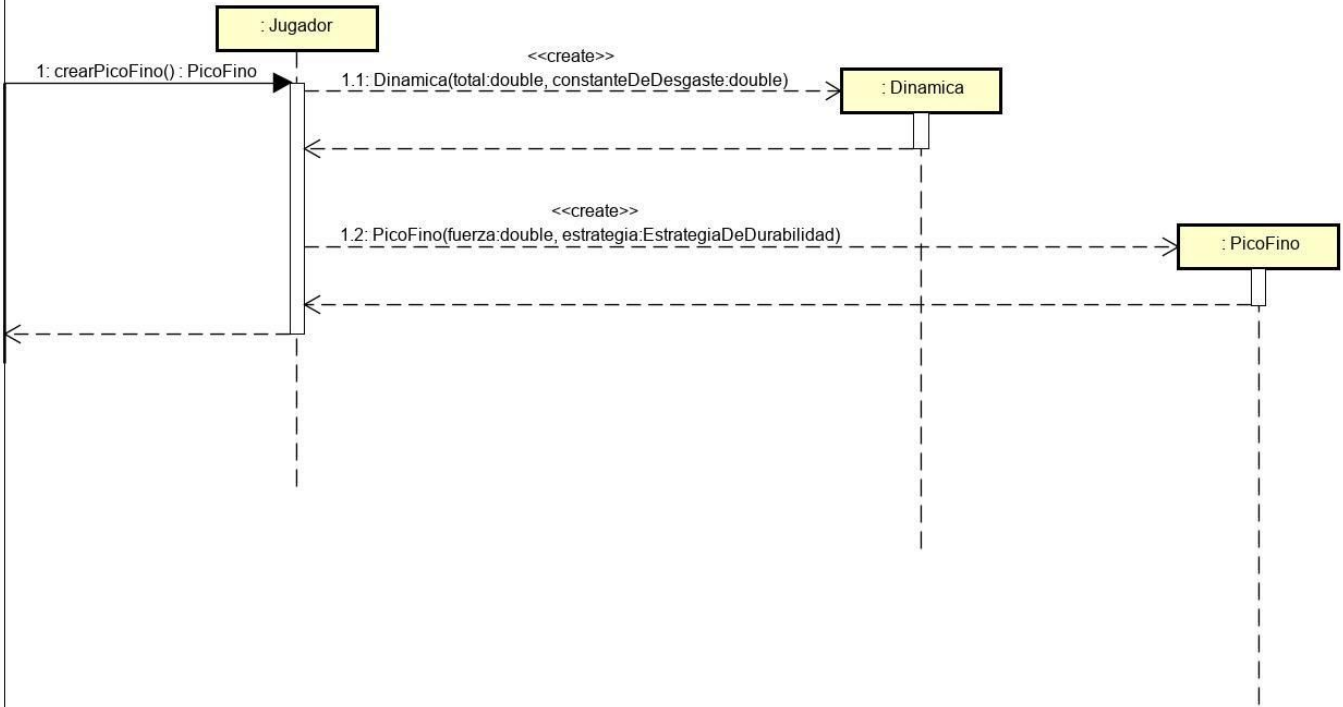 : Jugador
<<create>>
1: crearPicoFino() : PicoFino
1.1: Dinamica(total:double, constanteDeDesgaste:double)
: Dinamica
<<create>>
1.2: PicoFino(fuerza:double, estrategia:EstrategiaDeDurabilidad)
: PicoFino